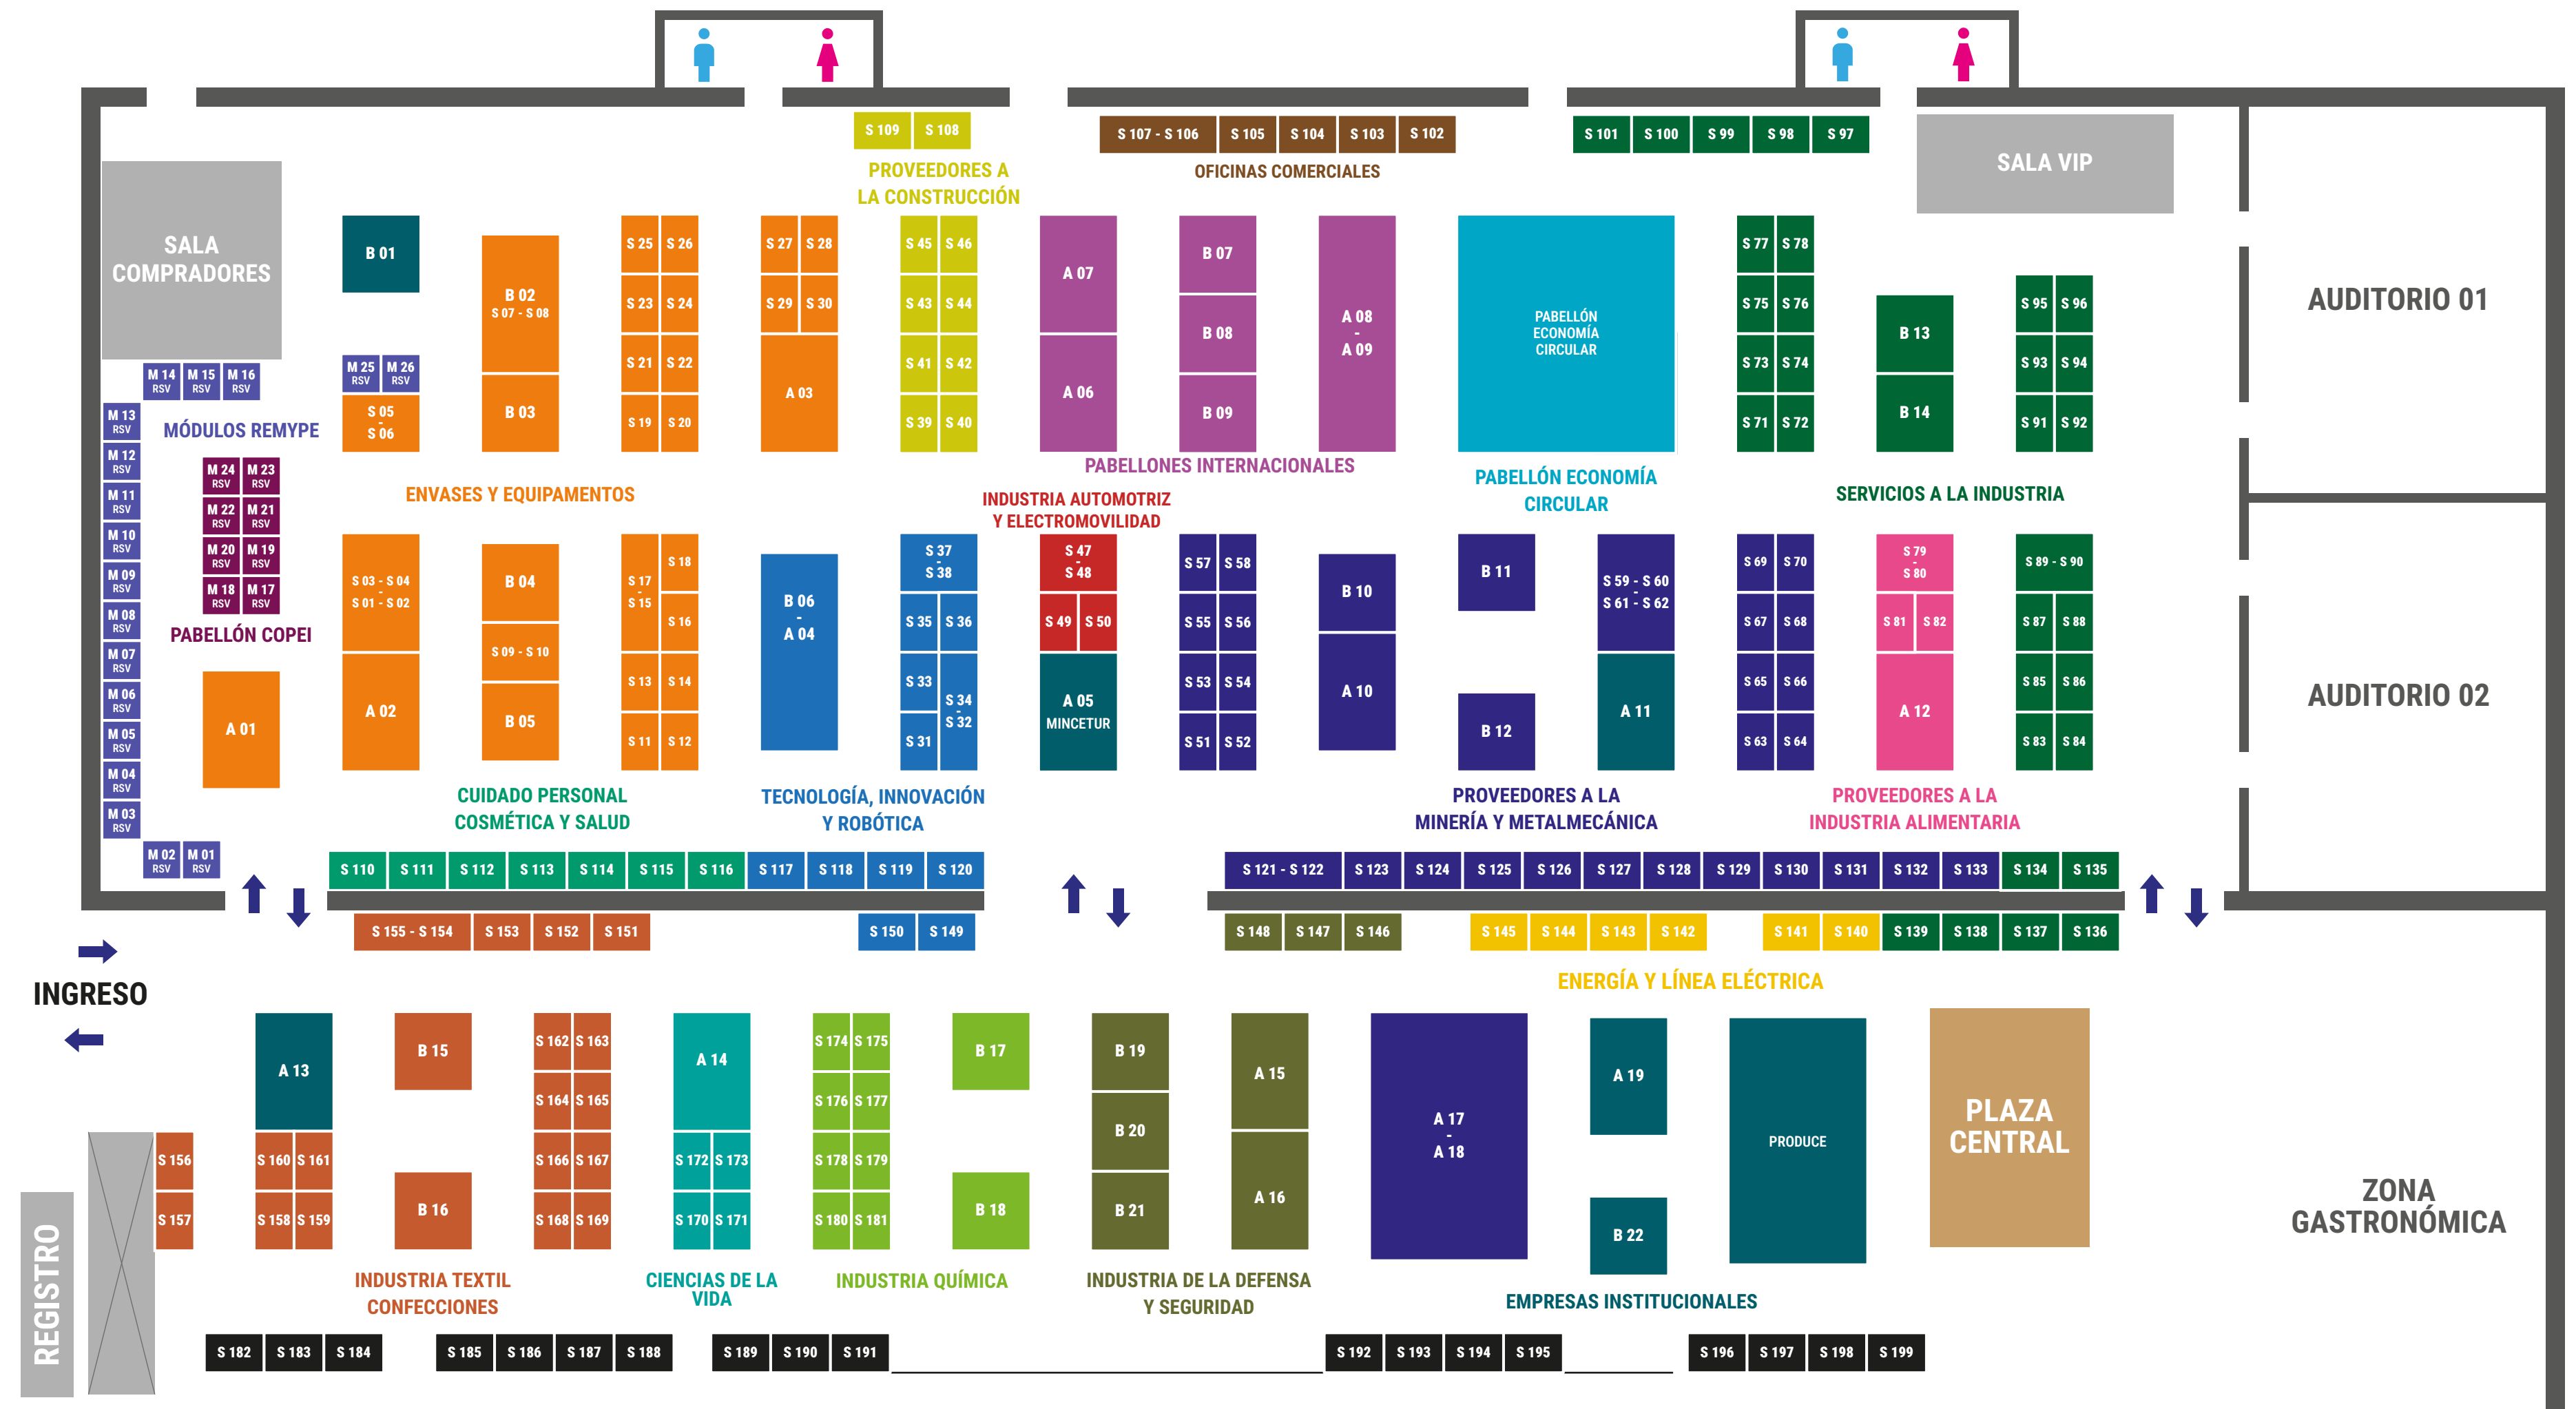 S 109
S 108
PROVEEDORES A
LA CONSTRUCCIÓN
S 107 - S 106
S 105
S 104
S 103
S 102
OFICINAS COMERCIALES
S 101
S 100
S 99
S 98
S 97
SALA VIP
SALA
COMPRADORES
B 01
B 02
S 07 - S 08
B 03
S 25
S 26
S 23
S 24
S 21
S 22
S 19
S 20
S 27
S 28
S 29
S 30
A 03
S 45
S 46
S 43
S 44
S 41
S 42
S 39
S 40
A 07
A 06
B 07
B 08
B 09
A 08
-
A 09
PABELLONES INTERNACIONALES
PABELLÓN
ECONOMÍA
CIRCULAR
PABELLÓN ECONOMÍA
CIRCULAR
S 77
S 78
S 75
S 76
S 73
S 74
S 71
S 72
B 13
B 14
S 95
S 96
S 93
S 94
S 91
S 92
SERVICIOS A LA INDUSTRIA
AUDITORIO 01
M 14
RSV
M 15
RSV
M 16
RSV
M 25
RSV
M 26
RSV
S 05
-
S 06
MÓDULOS REMYPE
M 13
RSV
M 12
RSV
M 11
RSV
M 10
RSV
M 09
RSV
M 08
RSV
M 07
RSV
M 06
RSV
M 05
RSV
M 04
RSV
M 03
RSV
M 02
RSV
M 01
RSV
M 24
RSV
M 23
RSV
M 22
RSV
M 21
RSV
M 20
RSV
M 19
RSV
M 18
RSV
M 17
RSV
PABELLÓN COPEI
A 01
ENVASES Y EQUIPAMENTOS
S 03 - S 04
-
S 01 - S 02
A 02
B 04
S 09 - S 10
B 05
S 17
-
S 15
S 18
S 16
S 13
S 14
S 11
S 12
CUIDADO PERSONAL
COSMÉTICA Y SALUD
B 06
-
A 04
S 37
-
S 38
S 35
S 36
S 33
S 34
-
S 32
S 31
TECNOLOGÍA, INNOVACIÓN
Y ROBÓTICA
INDUSTRIA AUTOMOTRIZ
Y ELECTROMOVILIDAD
S 47
-
S 48
S 49
S 50
A 05
MINCETUR
S 57
S 58
S 55
S 56
S 53
S 54
S 51
S 52
B 10
A 10
B 11
B 12
S 59 - S 60
-
S 61 - S 62
A 11
PROVEEDORES A LA
MINERÍA Y METALMECÁNICA
S 69
S 70
S 67
S 68
S 65
S 66
S 63
S 64
S 79
-
S 80
S 81
S 82
A 12
PROVEEDORES A LA
INDUSTRIA ALIMENTARIA
S 89 - S 90
S 87
S 88
S 85
S 86
S 83
S 84
AUDITORIO 02
S 110
S 111
S 112
S 113
S 114
S 115
S 116
S 117
S 118
S 119
S 120
S 121 - S 122
S 123
S 124
S 125
S 126
S 127
S 128
S 129
S 130
S 131
S 132
S 133
S 134
S 135
S 155 - S 154
S 153
S 152
S 151
S 150
S 149
S 148
S 147
S 146
S 145
S 144
S 143
S 142
S 141
S 140
S 139
S 138
S 137
S 136
ENERGÍA Y LÍNEA ELÉCTRICA
INGRESO
REGISTRO
S 156
S 157
A 13
S 160
S 161
S 158
S 159
B 15
B 16
S 162
S 163
S 164
S 165
S 166
S 167
S 168
S 169
INDUSTRIA TEXTIL
CONFECCIONES
A 14
S 172
S 173
S 170
S 171
CIENCIAS DE LA
VIDA
S 174
S 175
S 176
S 177
S 178
S 179
S 180
S 181
B 17
B 18
INDUSTRIA QUÍMICA
B 19
B 20
B 21
A 15
A 16
INDUSTRIA DE LA DEFENSA
Y SEGURIDAD
A 17
-
A 18
A 19
B 22
PRODUCE
EMPRESAS INSTITUCIONALES
PLAZA
CENTRAL
ZONA
GASTRONÓMICA
S 182
S 183
S 184
S 185
S 186
S 187
S 188
S 189
S 190
S 191
S 192
S 193
S 194
S 195
S 196
S 197
S 198
S 199